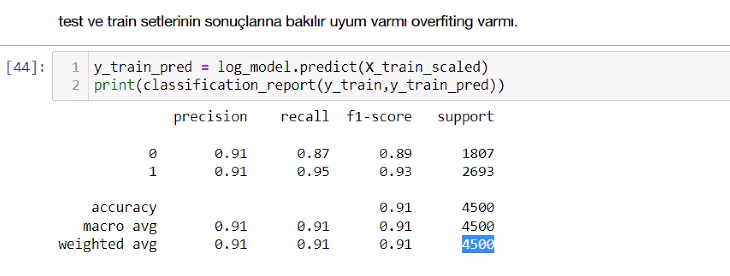 test ve train setlerinin sonuçlarına bakılır uyum varmı overfiting varmı.
[44]: 1 y_train_pred = log_model.predict(X_train_scaled)
2 print(classification_report(y_train,y_train_pred))
precision recall f1-score support
0 0.91 0.87 0.89 1807
1 0.91 0.95 0.93 2693
accuracy 0.91 4500
macro avg 0.91 0.91 0.91 4500
weighted avg 0.91 0.91 0.91 4500